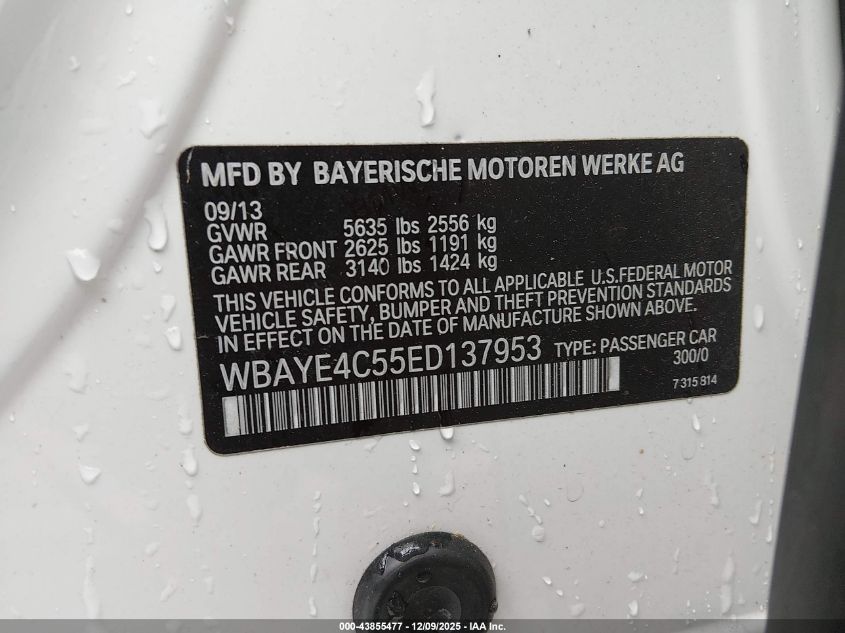 MFD BY BAYERISCHE MOTOREN WERKE AG
09/13
GVWR 5635 lbs 2556 kg
GAWR FRONT 2625 lbs 1191 kg
GAWR REAR 3140 lbs 1424 kg
THIS VEHICLE CONFORMS TO ALL APPLICABLE U.S.FEDERAL MOTOR
VEHICLE SAFETY, BUMPER AND THEFT PREVENTION STANDARDS
IN EFFECT ON THE DATE OF MANUFACTURE SHOWN ABOVE.
WBAYE4C55ED137953 TYPE: PASSENGER CAR
300/0
7 315 814
000-43855477 - 12/09/2025 - IAA Inc.